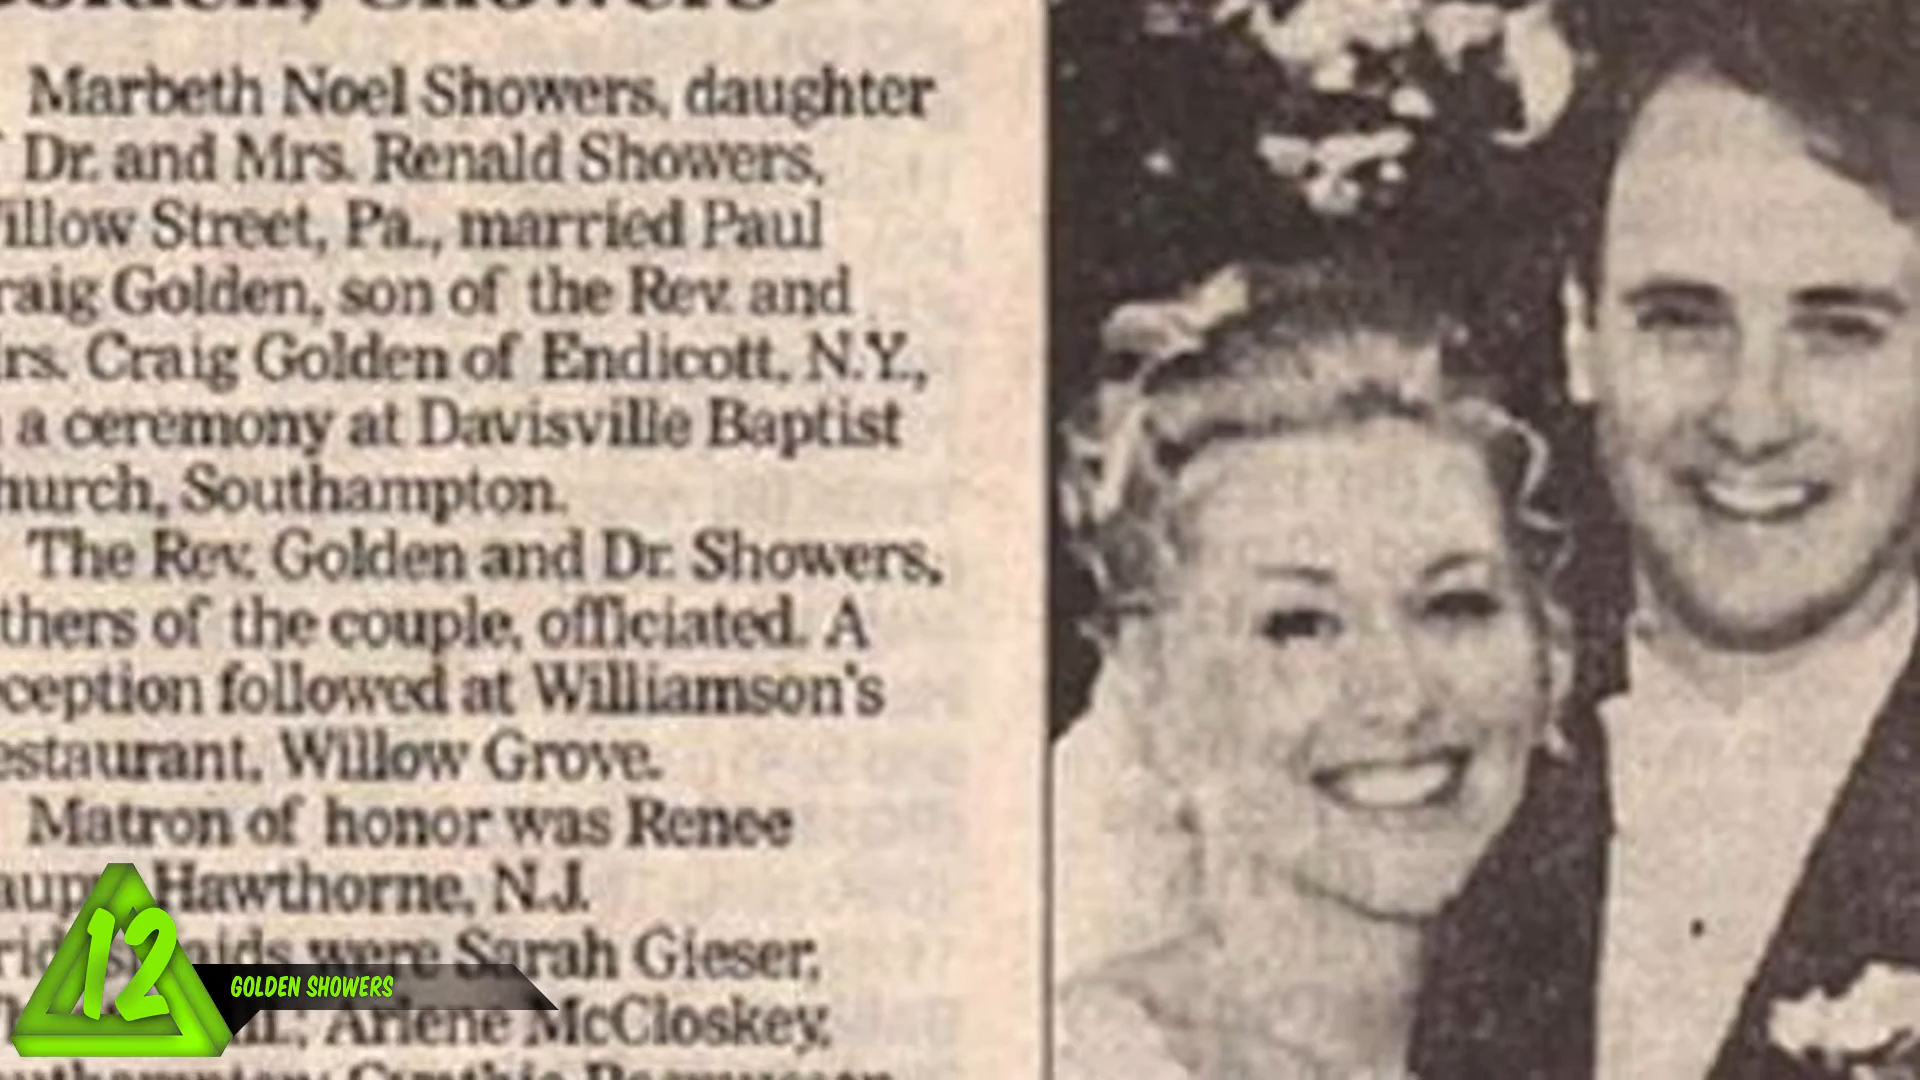 Showers
Marbeth Noel Showers, daughter
Dr. and Mrs. Renald Showers,
illow Street, Pa., married Paul
raig Golden, son of the Rev. and
rs. Craig Golden of Endicott, N.Y.,
a ceremony at Davisville Baptist
hurch, Southampton.
The Rev. Golden and Dr. Showers,
thers of the couple, officiated. A
ception followed at Williamson's
estaurant, Willow Grove.
Matron of honor was Renee
Hawthorne, N.J.
were Sarah Gieser,
Arlene McCloskey,
12
GOLDEN SHOWERS